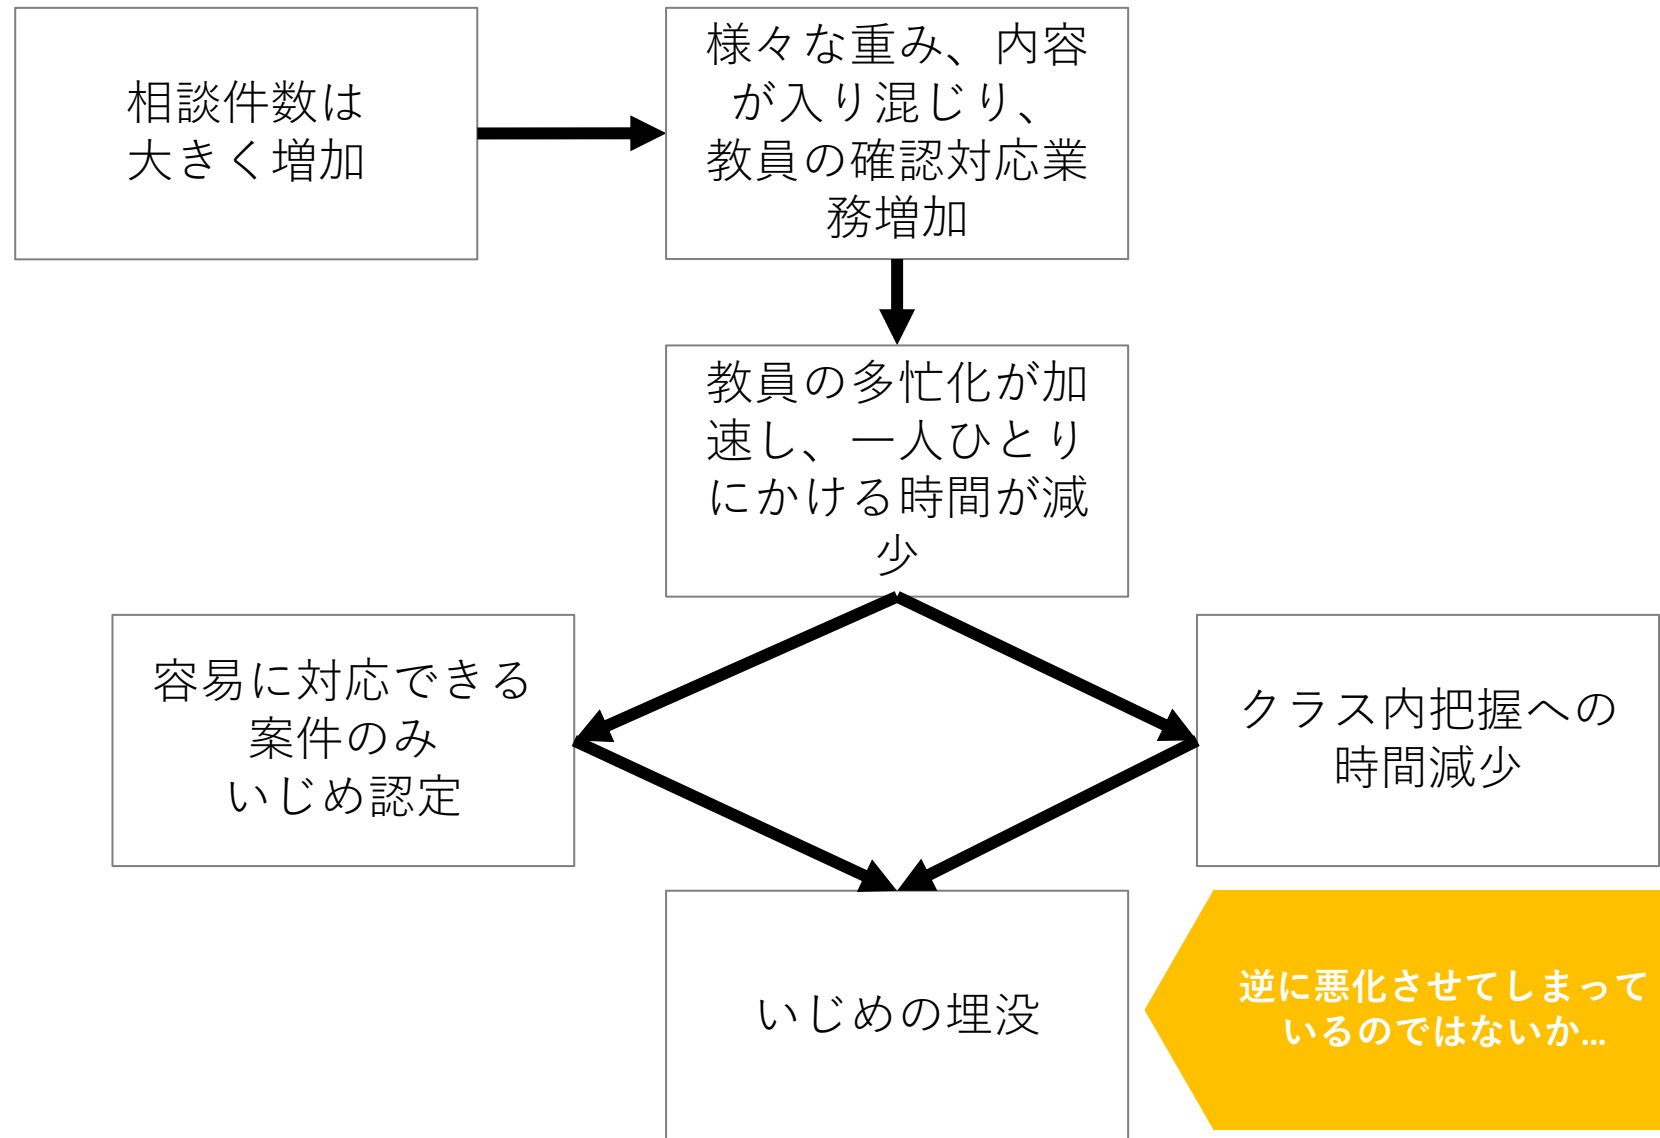 相談件数は
大きく増加
様々な重み、内容
が入り混じり、
教員の確認対応業
務増加
教員の多忙化が加
速し、一人ひとり
にかける時間が減
少
容易に対応できる
案件のみ
いじめ認定
クラス内把握への
時間減少
いじめの埋没
逆に悪化させてしまって
いるのではないか…